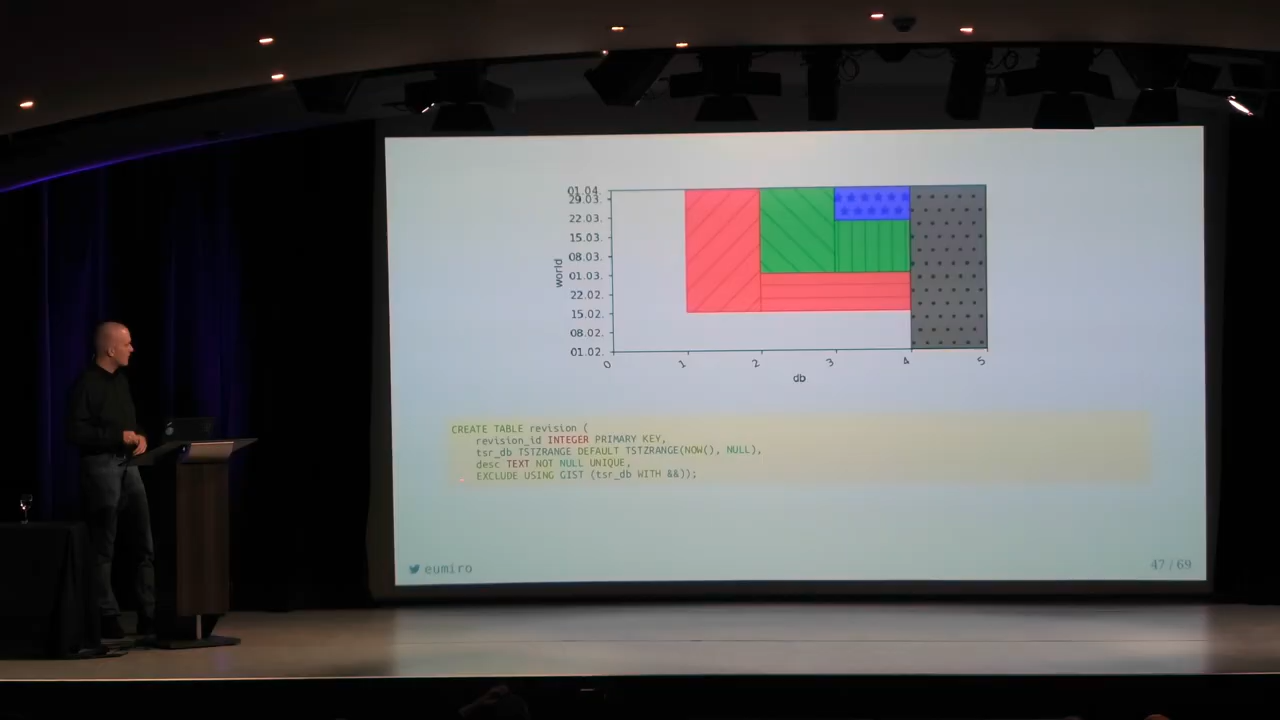 01.04.
29.03.
22.03.
15.03.
08.03.
01.03.
22.02.
15.02.
08.02.
01.02.
world
0 1 2 3 4 5
db
CREATE TABLE revision (
revision_id INTEGER PRIMARY KEY,
tsr_db TSTZRANGE DEFAULT TSTZRANGE(NOW(), NULL),
desc TEXT NOT NULL UNIQUE,
EXCLUDE USING GIST (tsr_db WITH &&));
eumiro
47 / 69